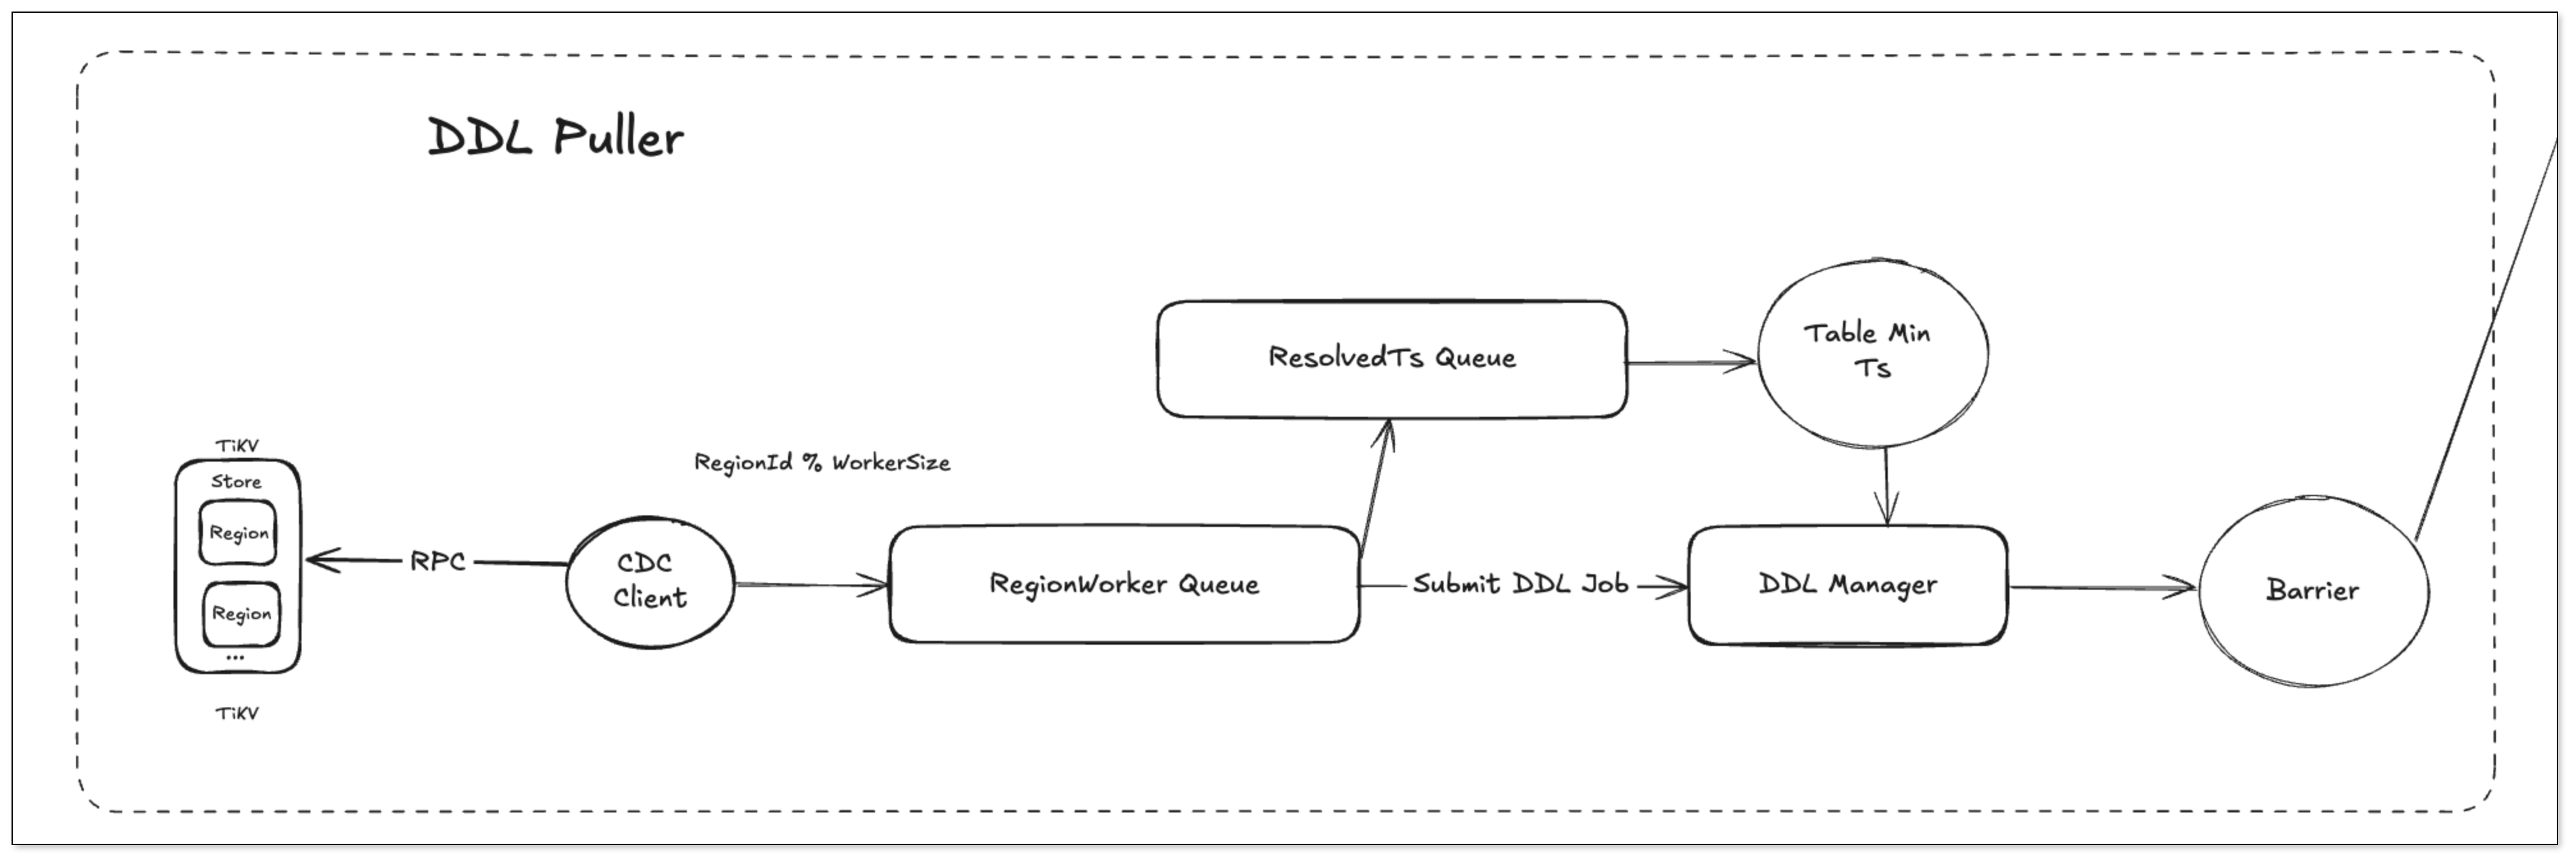 DDL Puller
TiKV
Store
Region
Region
...
TiKV
RPC
CDC
Client
RegionId % WorkerSize
RegionWorker Queue
ResolvedTs Queue
Table Min
Ts
Submit DDL Job
DDL Manager
Barrier